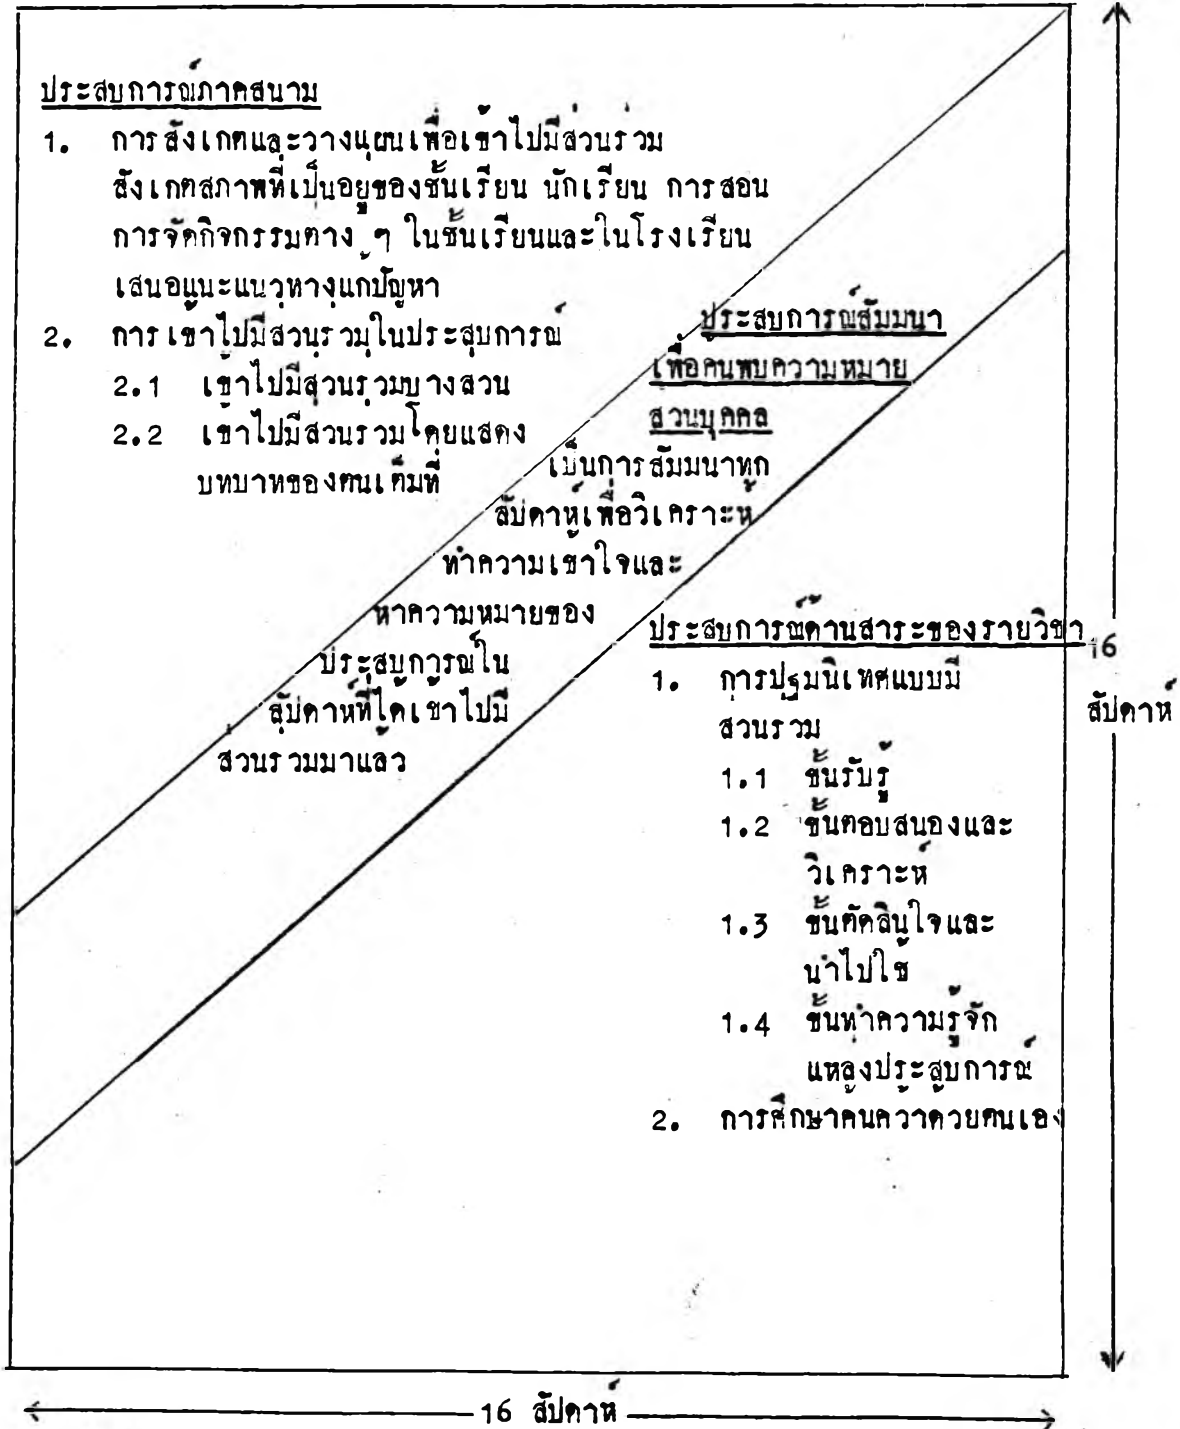 ประสบการณ์ภาคสนาม
1. การสังเกตและวางแผนเพื่อเข้าไปมีส่วนร่วม
สังเกตสภาพที่เป็นอยู่ของชั้นเรียน นักเรียน การสอน
การจัดกิจกรรมต่าง ๆ ในชั้นเรียนและในโรงเรียน
เสนอแนะแนวทางแก้ปัญหา
2. การเข้าไปมีส่วนร่วมในประสบการณ์
2.1 เข้าไปมีส่วนร่วมบางส่วน
2.2 เข้าไปมีส่วนร่วมโดยแสดง
บทบาทของตนเต็มที่
ประสบการณ์สัมมนา
เพื่อค้นพบความหมาย
ส่วนบุคคล
เป็นการสัมมนาทุก
สัปดาห์เพื่อวิเคราะห์
ทำความเข้าใจและ
หาความหมายของ
ประสบการณ์ใน
สัปดาห์ที่ได้เข้าไปมี
ส่วนร่วมมาแล้ว
ประสบการณ์ด้านสาระของรายวิชา
1. การปฐมนิเทศแบบมี
ส่วนร่วม
1.1 ขั้นรับรู้
1.2 ขั้นตอบสนองและ
วิเคราะห์
1.3 ขั้นตัดสินใจและ
นำไปใช้
1.4 ขั้นทำความรู้จัก
แหล่งประสบการณ์
2. การศึกษาค้นคว้าด้วยตนเอง
16
สัปดาห์
16 สัปดาห์